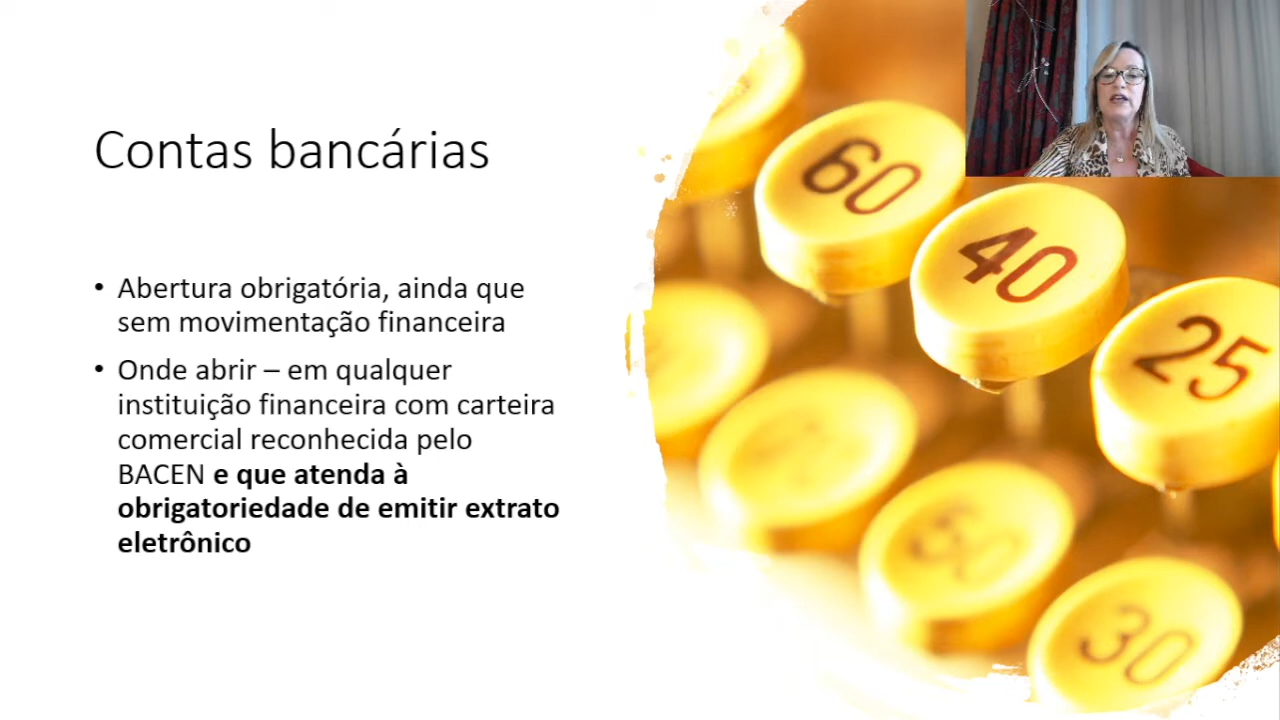 Contas bancárias
• Abertura obrigatória, ainda que
sem movimentação financeira
• Onde abrir – em qualquer
instituição financeira com carteira
comercial reconhecida pelo
BACEN e que atenda à
obrigatoriedade de emitir extrato
eletrônico
60
40
25
30